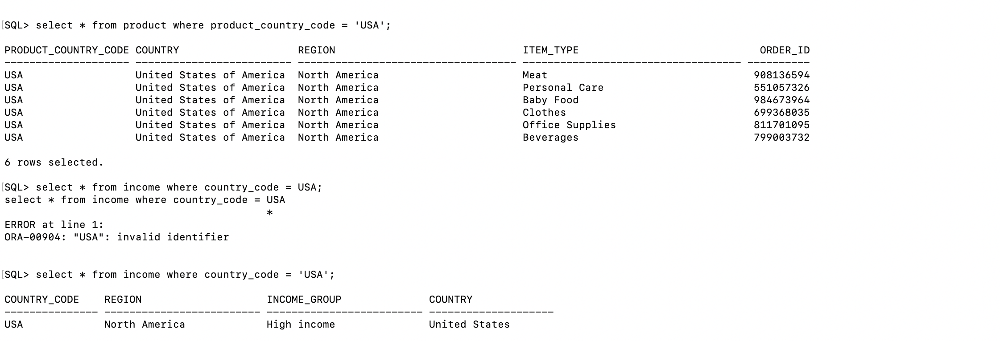 SQL> select * from product where product_country_code = 'USA';
PRODUCT_COUNTRY_CODE COUNTRY                   REGION                              ITEM_TYPE                             ORDER_ID
-------------------- ------------------------- ----------------------------------- ----------------------------------- ----------
USA                  United States of America  North America                       Meat                                 908136594
USA                  United States of America  North America                       Personal Care                        551057326
USA                  United States of America  North America                       Baby Food                            984673964
USA                  United States of America  North America                       Clothes                              699368035
USA                  United States of America  North America                       Office Supplies                      811701095
USA                  United States of America  North America                       Beverages                            799003732
6 rows selected.
SQL> select * from income where country_code = USA;
select * from income where country_code = USA
                                          *
ERROR at line 1:
ORA-00904: "USA": invalid identifier
SQL> select * from income where country_code = 'USA';
COUNTRY_CODE    REGION                    INCOME_GROUP              COUNTRY
--------------- ------------------------- ------------------------- --------------------
USA             North America             High income               United States